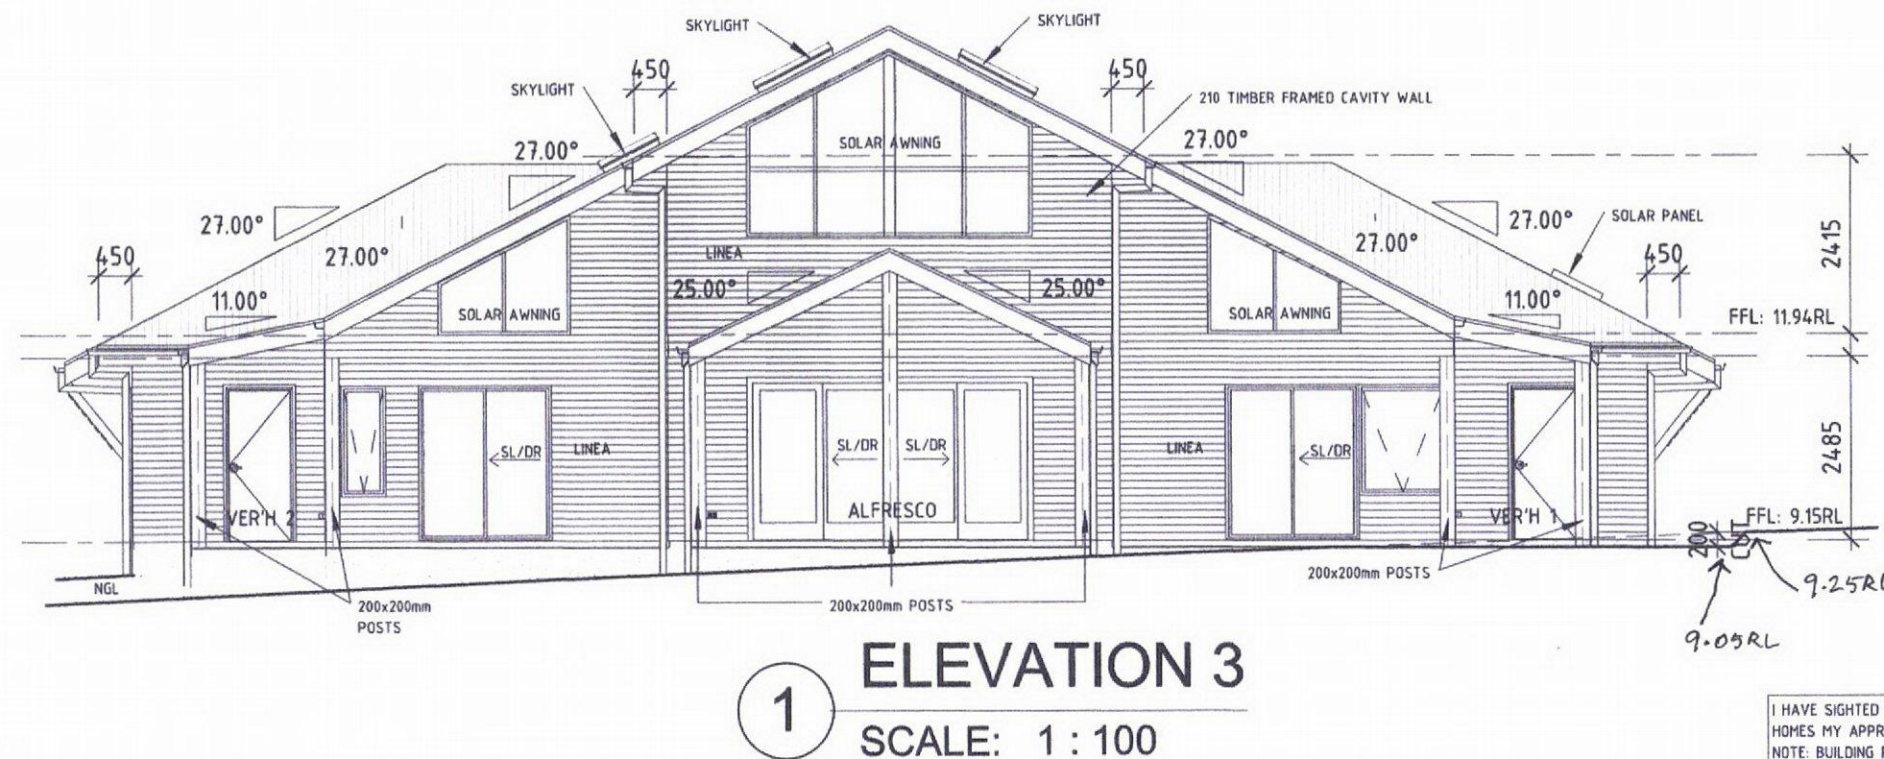 SKYLIGHT
SKYLIGHT
SKYLIGHT
450
450
210 TIMBER FRAMED CAVITY WALL
SOLAR AWNING
27.00°
27.00°
27.00°
27.00°
SOLAR PANEL
27.00°
27.00°
LINEA
450
450
2415
25.00°
25.00°
11.00°
11.00°
SOLAR AWNING
SOLAR AWNING
FFL: 11.94RL
SL/DR
LINEA
SL/DR
SL/DR
LINEA
SL/DR
2485
VER'H 2
ALFRESCO
VER'H 1
FFL: 9.15RL
200
CUT
NGL
200x200mm
POSTS
200x200mm POSTS
200x200mm POSTS
9.25RL
9.05RL
1
ELEVATION 3
SCALE: 1 : 100
I HAVE SIGHTED
HOMES MY APPR
NOTE: BUILDING